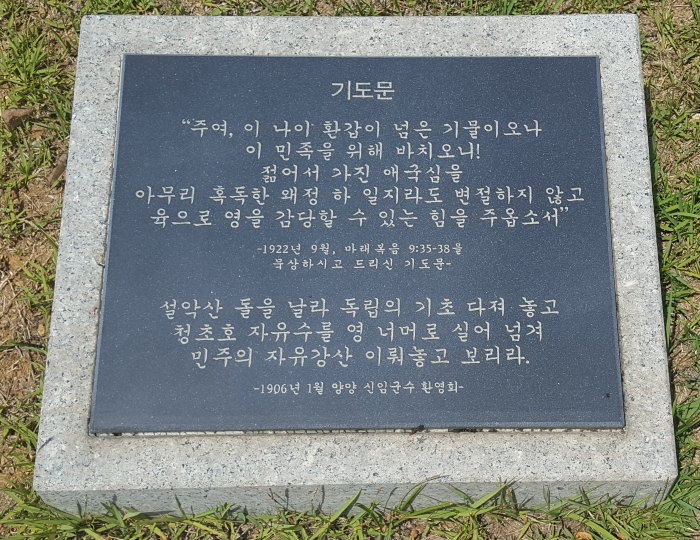 기도문
“주여, 이 나이 환갑이 넘은 기물이오나
이 민족을 위해 바치오니!
젊어서 가진 애국심을
아무리 혹독한 왜정 하 일지라도 변절하지 않고
육으로 영을 감당할 수 있는 힘을 주옵소서”
-1922년 9월, 마태복음 9:35-38을
묵상하시고 드리신 기도문-
설악산 돌을 날라 독립의 기초 다져 놓고
청초호 자유수를 영 너머로 실어 넘겨
민주의 자유강산 이뤄놓고 보리라.
-1906년 1월 양양 신임군수 환영회-